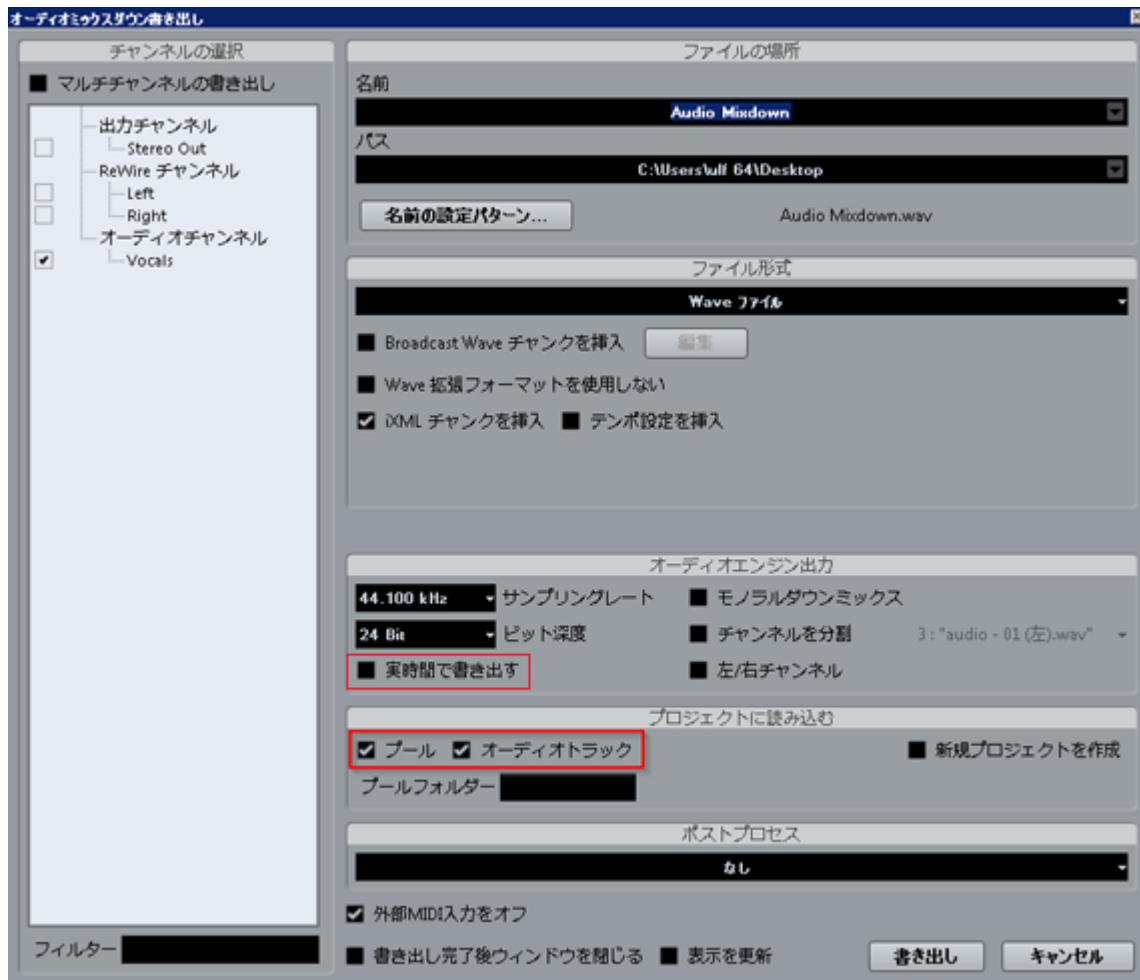 オーディオミックスダウン書き出し
チャンネルの選択
マルチチャンネルの書き出し
出力チャンネル
Stereo Out
ReWire チャンネル
Left
Right
オーディオチャンネル
Vocals
フィルター
ファイルの場所
名前
Audio Mixdown
パス
C:\Users\ulf 64\Desktop
名前の設定パターン... Audio Mixdown.wav
ファイル形式
Wave ファイル
Broadcast Wave チャンクを挿入 編集
Wave 拡張フォーマットを使用しない
iXML チャンクを挿入 テンポ設定を挿入
オーディオエンジン出力
44.100 kHz サンプリングレート モノラルダウンミックス
24 Bit ビット深度 チャンネルを分割 3 : "audio - 01 (左).wav"
実時間で書き出す 左/右チャンネル
プロジェクトに読み込む
プール オーディオトラック 新規プロジェクトを作成
プールフォルダー
ポストプロセス
なし
外部MIDI入力をオフ
書き出し完了後ウィンドウを閉じる 表示を更新 書き出し キャンセル